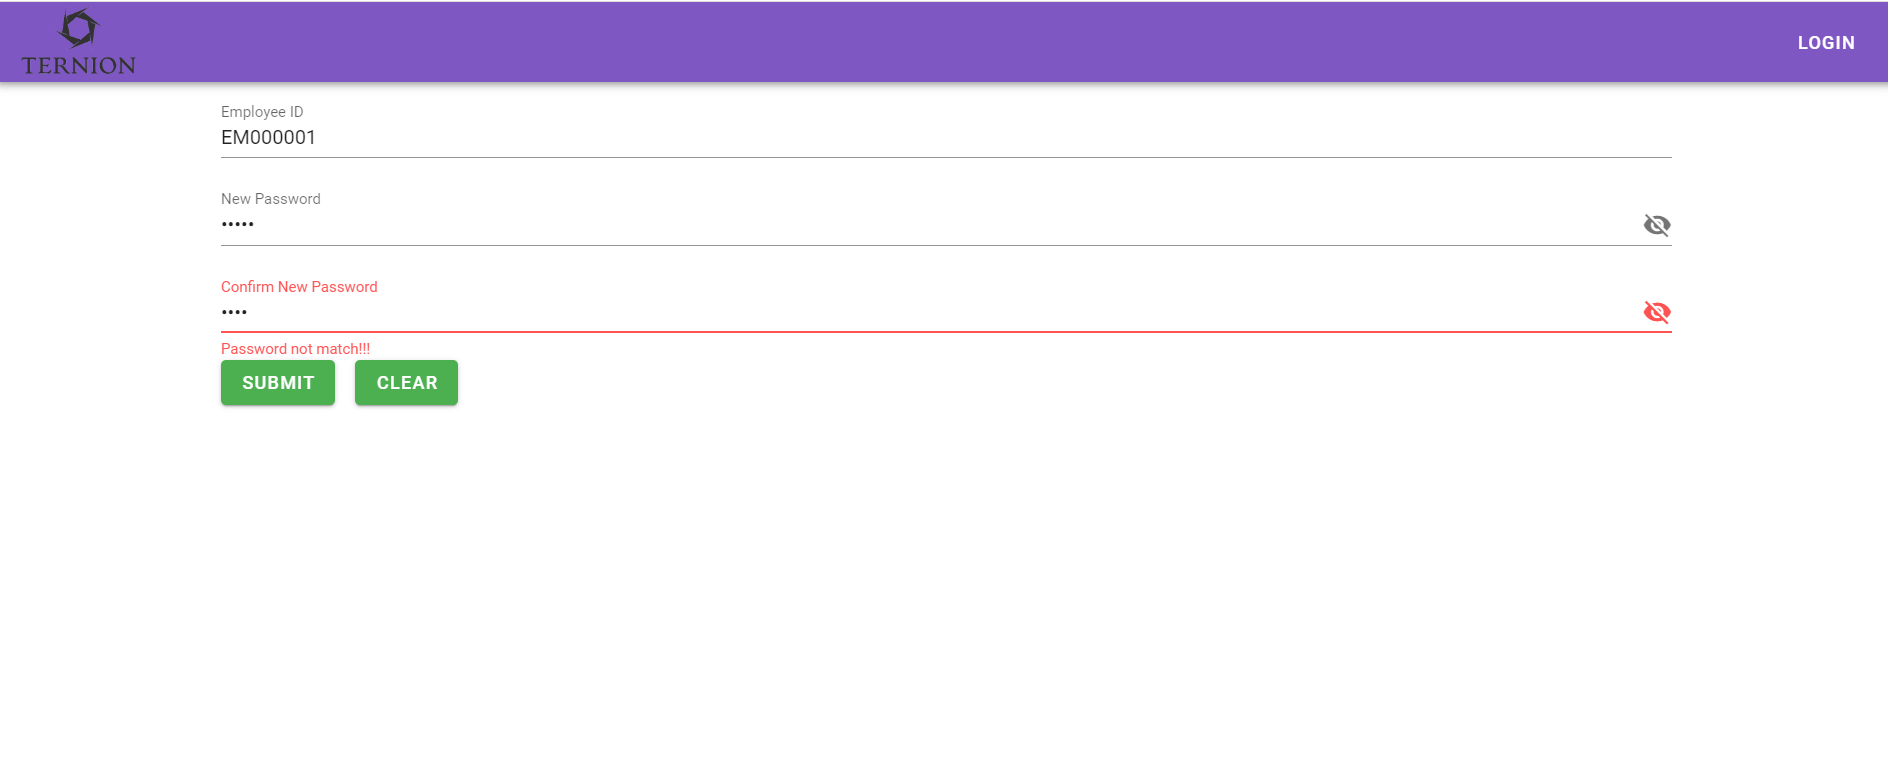 TERNION
LOGIN
Employee ID
EM000001
New Password
•••••
Confirm New Password
••••
Password not match!!!
SUBMIT CLEAR